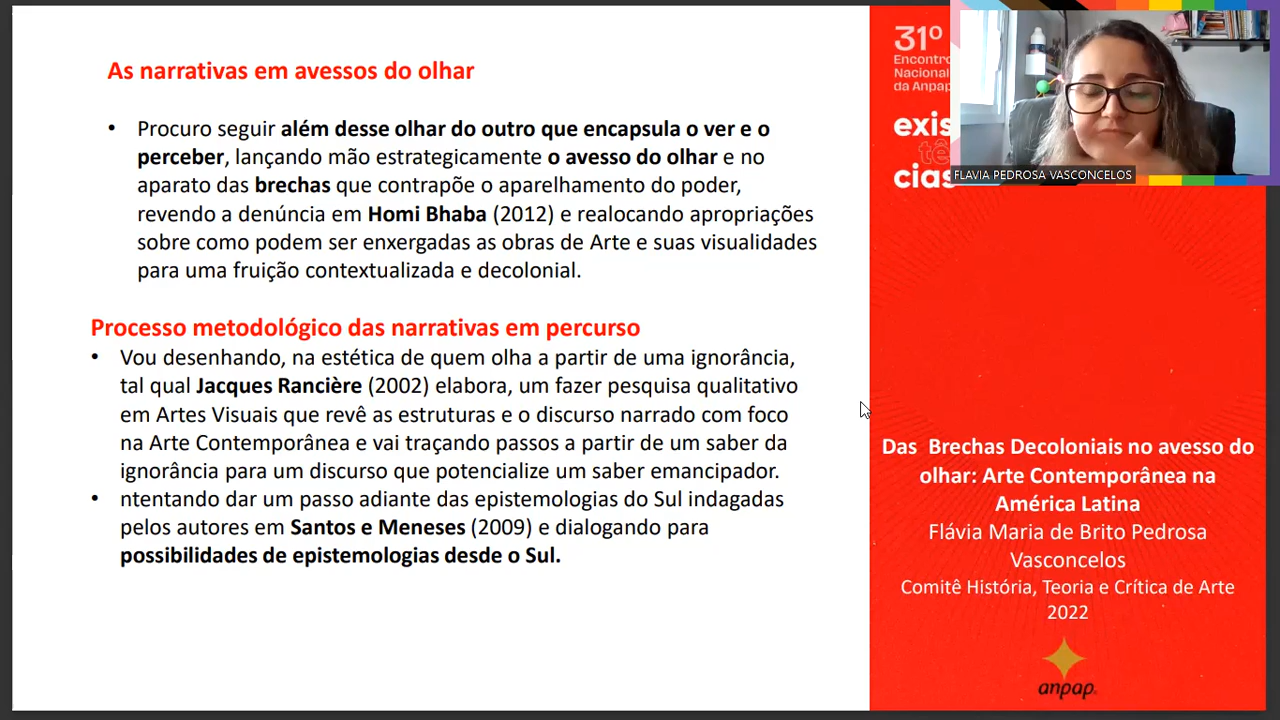 As narrativas em avessos do olhar
• Procuro seguir além desse olhar do outro que encapsula o ver e o
perceber, lançando mão estrategicamente o avesso do olhar e no
aparato das brechas que contrapõe o aparelhamento do poder,
revendo a denúncia em Homi Bhaba (2012) e realocando apropriações
sobre como podem ser enxergadas as obras de Arte e suas visualidades
para uma fruição contextualizada e decolonial.
Processo metodológico das narrativas em percurso
• Vou desenhando, na estética de quem olha a partir de uma ignorância,
tal qual Jacques Rancière (2002) elabora, um fazer pesquisa qualitativo
em Artes Visuais que revê as estruturas e o discurso narrado com foco
na Arte Contemporânea e vai traçando passos a partir de um saber da
ignorância para um discurso que potencialize um saber emancipador.
• ntentando dar um passo adiante das epistemologias do Sul indagadas
pelos autores em Santos e Meneses (2009) e dialogando para
possibilidades de epistemologias desde o Sul.
31º
Encontro
Nacional
da Anpap
exis
tê
cias
FLAVIA PEDROSA VASCONCELOS
Das Brechas Decoloniais no avesso do
olhar: Arte Contemporânea na
América Latina
Flávia Maria de Brito Pedrosa
Vasconcelos
Comitê História, Teoria e Crítica de Arte
2022
anpap